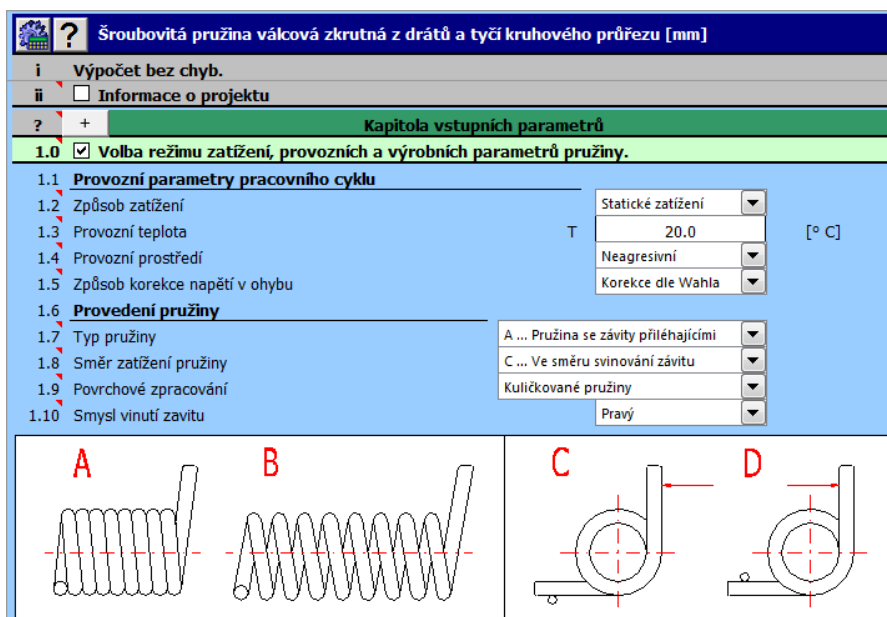 ? Šroubovitá pružina válcová zkrutná z drátů a tyčí kruhového průřezu [mm]
i Výpočet bez chyb.
ii Informace o projektu
? + Kapitola vstupních parametrů
1.0 Volba režimu zatížení, provozních a výrobních parametrů pružiny.
1.1 Provozní parametry pracovního cyklu
1.2 Způsob zatížení Statické zatížení
1.3 Provozní teplota T 20.0 [° C]
1.4 Provozní prostředí Neagresivní
1.5 Způsob korekce napětí v ohybu Korekce dle Wahla
1.6 Provedení pružiny
1.7 Typ pružiny A ... Pružina se závity přiléhajícími
1.8 Směr zatížení pružiny C ... Ve směru svinování závitu
1.9 Povrchové zpracování Kuličkované pružiny
1.10 Smysl vinutí zavitu Pravý
A B C D